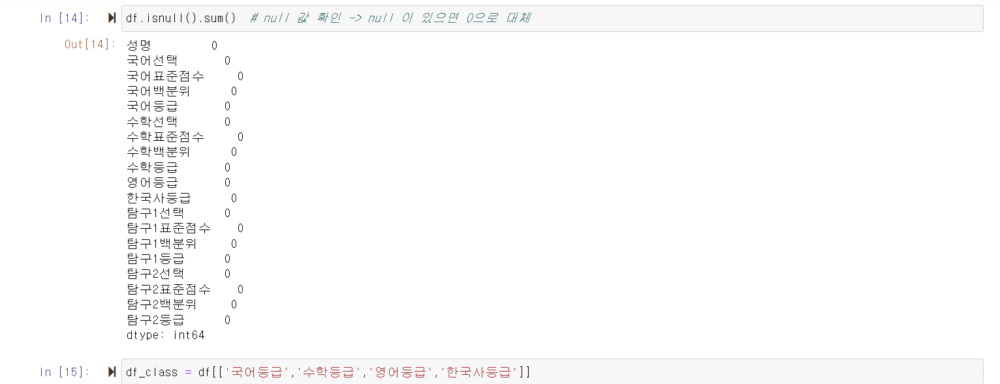 In [14]: df.isnull().sum()  # null 값 확인 -> null 이 있으면 0으로 대체
Out[14]: 성명 0
국어선택 0
국어표준점수 0
국어백분위 0
국어등급 0
수학선택 0
수학표준점수 0
수학백분위 0
수학등급 0
영어등급 0
한국사등급 0
탐구1선택 0
탐구1표준점수 0
탐구1백분위 0
탐구1등급 0
탐구2선택 0
탐구2표준점수 0
탐구2백분위 0
탐구2등급 0
dtype: int64
In [15]: df_class = df[['국어등급','수학등급','영어등급','한국사등급']]